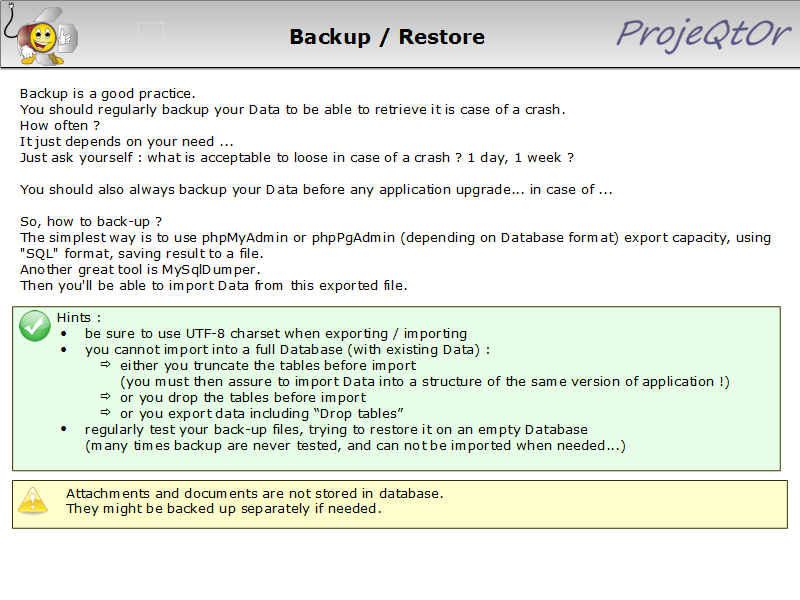 Backup / Restore
ProjeQtOr
Backup is a good practice.
You should regularly backup your Data to be able to retrieve it is case of a crash.
How often ?
It just depends on your need ...
Just ask yourself : what is acceptable to loose in case of a crash ? 1 day, 1 week ?
You should also always backup your Data before any application upgrade... in case of ...
So, how to back-up ?
The simplest way is to use phpMyAdmin or phpPgAdmin (depending on Database format) export capacity, using
"SQL" format, saving result to a file.
Another great tool is MySqlDumper.
Then you'll be able to import Data from this exported file.
Hints :
• be sure to use UTF-8 charset when exporting / importing
• you cannot import into a full Database (with existing Data) :
⇨ either you truncate the tables before import
(you must then assure to import Data into a structure of the same version of application !)
⇨ or you drop the tables before import
⇨ or you export data including “Drop tables”
• regularly test your back-up files, trying to restore it on an empty Database
(many times backup are never tested, and can not be imported when needed...)
Attachments and documents are not stored in database.
They might be backed up separately if needed.